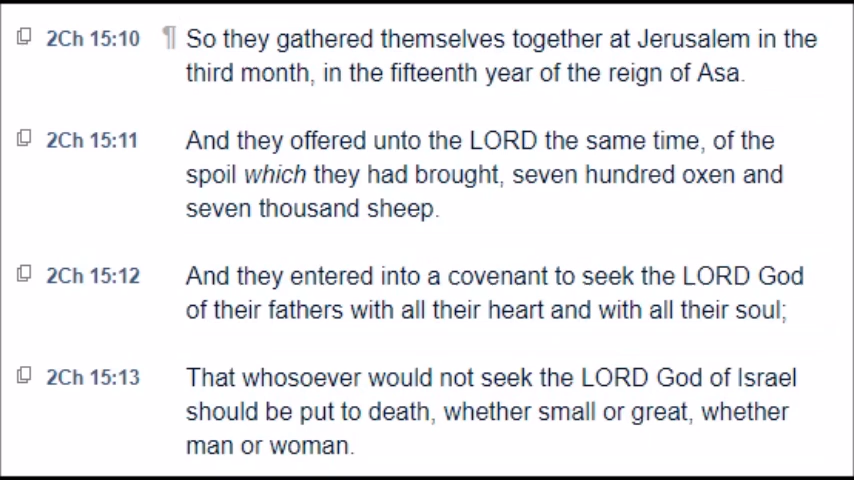 2Ch 15:10 ¶ So they gathered themselves together at Jerusalem in the
third month, in the fifteenth year of the reign of Asa.
2Ch 15:11 And they offered unto the LORD the same time, of the
spoil which they had brought, seven hundred oxen and
seven thousand sheep.
2Ch 15:12 And they entered into a covenant to seek the LORD God
of their fathers with all their heart and with all their soul;
2Ch 15:13 That whosoever would not seek the LORD God of Israel
should be put to death, whether small or great, whether
man or woman.